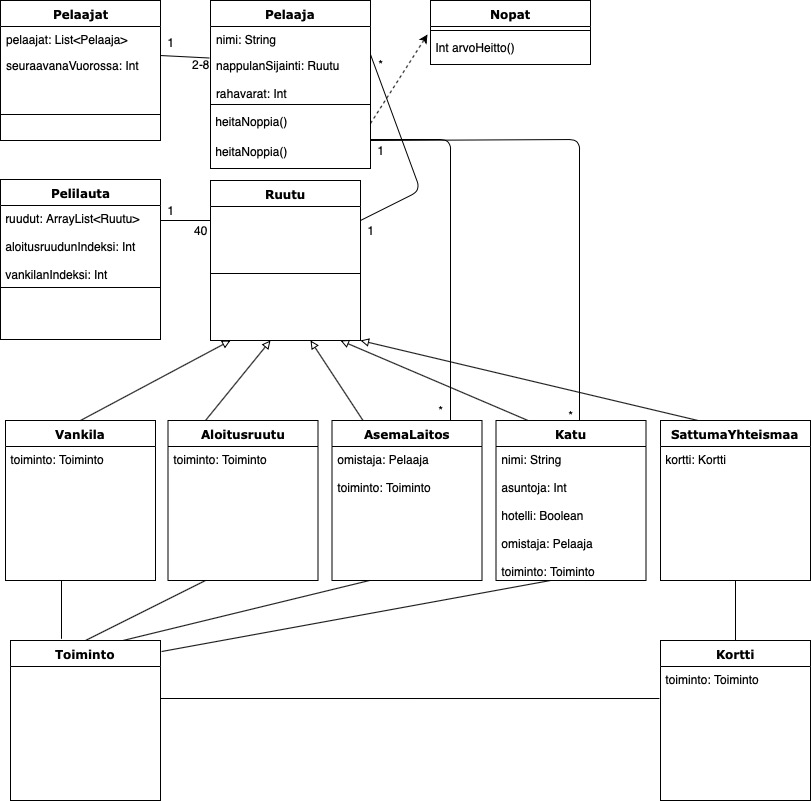 Pelaajat
pelaajat: List<Pelaaja>
seuraavanaVuorossa: Int
1
2-8
Pelaaja
nimi: String
nappulanSijainti: Ruutu
rahavarat: Int
heitaNoppia()
heitaNoppia()
*
1
Nopat
Int arvoHeitto()
Pelilauta
ruudut: ArrayList<Ruutu>
aloitusruudunIndeksi: Int
vankilanIndeksi: Int
1
40
Ruutu
1
*
*
Vankila
toiminto: Toiminto
Aloitusruutu
toiminto: Toiminto
AsemaLaitos
omistaja: Pelaaja
toiminto: Toiminto
Katu
nimi: String
asuntoja: Int
hotelli: Boolean
omistaja: Pelaaja
toiminto: Toiminto
SattumaYhteismaa
kortti: Kortti
Toiminto
Kortti
toiminto: Toiminto